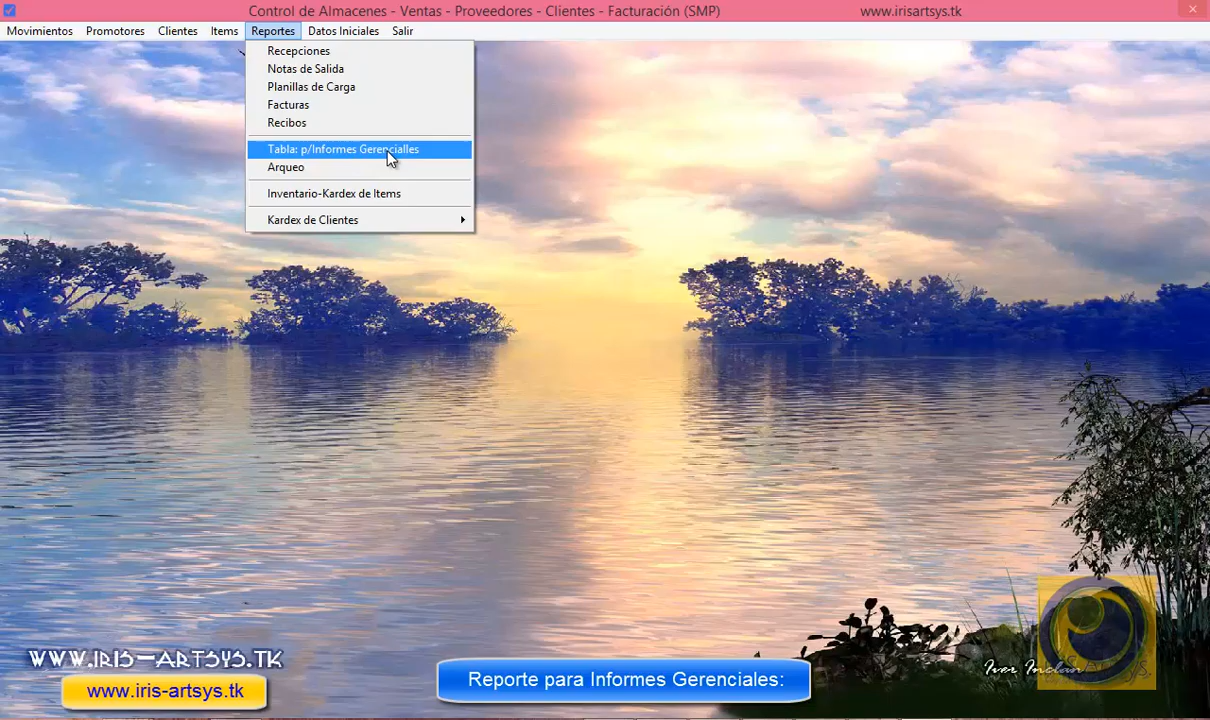 Control de Almacenes - Ventas - Proveedores - Clientes - Facturación (SMP) www.irisartsys.tk
Movimientos Promotores Clientes Items Reportes Datos Iniciales Salir
Recepciones
Notas de Salida
Planillas de Carga
Facturas
Recibos
Tabla: p/Informes Gerencialles
Arqueo
Inventario-Kardex de Items
Kardex de Clientes
WWW.IRIS-ARTSYS.TK
www.iris-artsys.tk
Reporte para Informes Gerenciales:
Iver Inclan